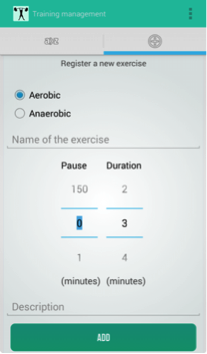 Training management
Register a new exercise
Aerobic
Anaerobic
Name of the exercise
Pause Duration
150 2
0 3
1 4
(minutes) (minutes)
Description
ADD